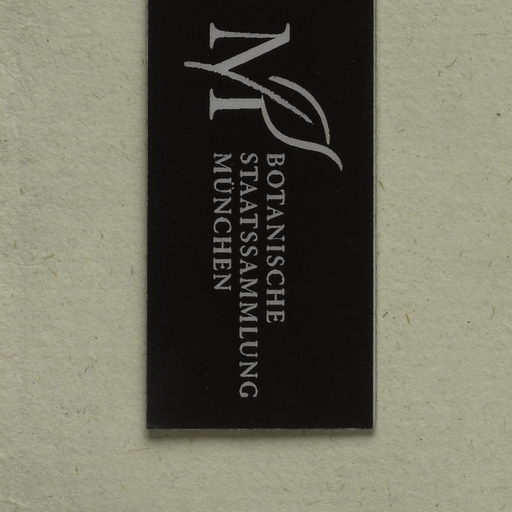 M
BOTANISCHE
STAATSSAMMLUNG
MÜNCHEN